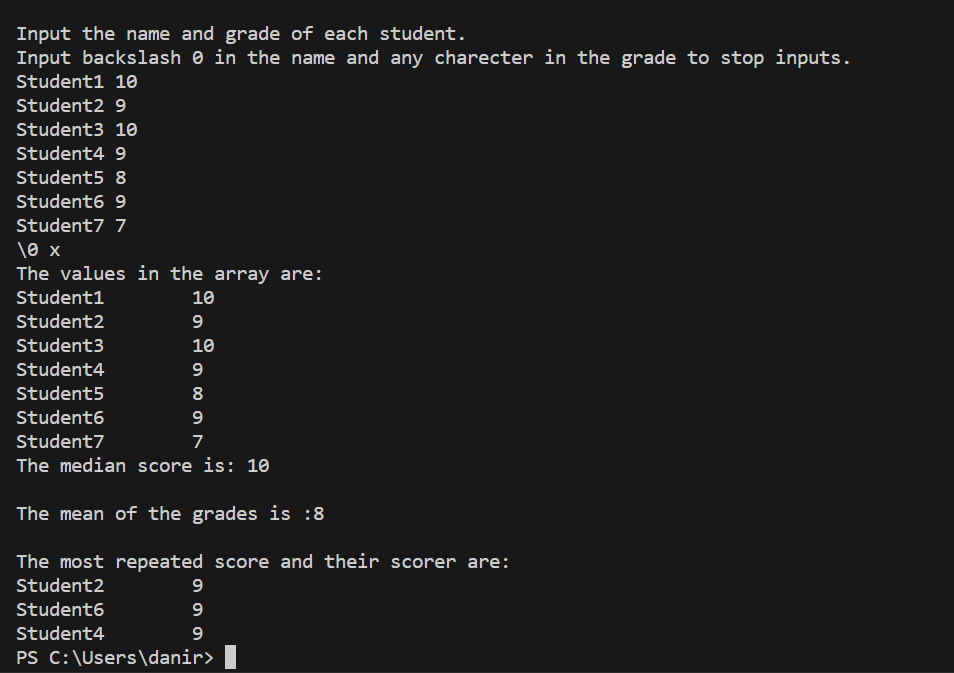 Input the name and grade of each student.
Input backslash 0 in the name and any charecter in the grade to stop inputs.
Student1 10
Student2 9
Student3 10
Student4 9
Student5 8
Student6 9
Student7 7
\0 x
The values in the array are:
Student1        10
Student2        9
Student3        10
Student4        9
Student5        8
Student6        9
Student7        7
The median score is: 10
The mean of the grades is :8
The most repeated score and their scorer are:
Student2        9
Student6        9
Student4        9
PS C:\Users\danir>